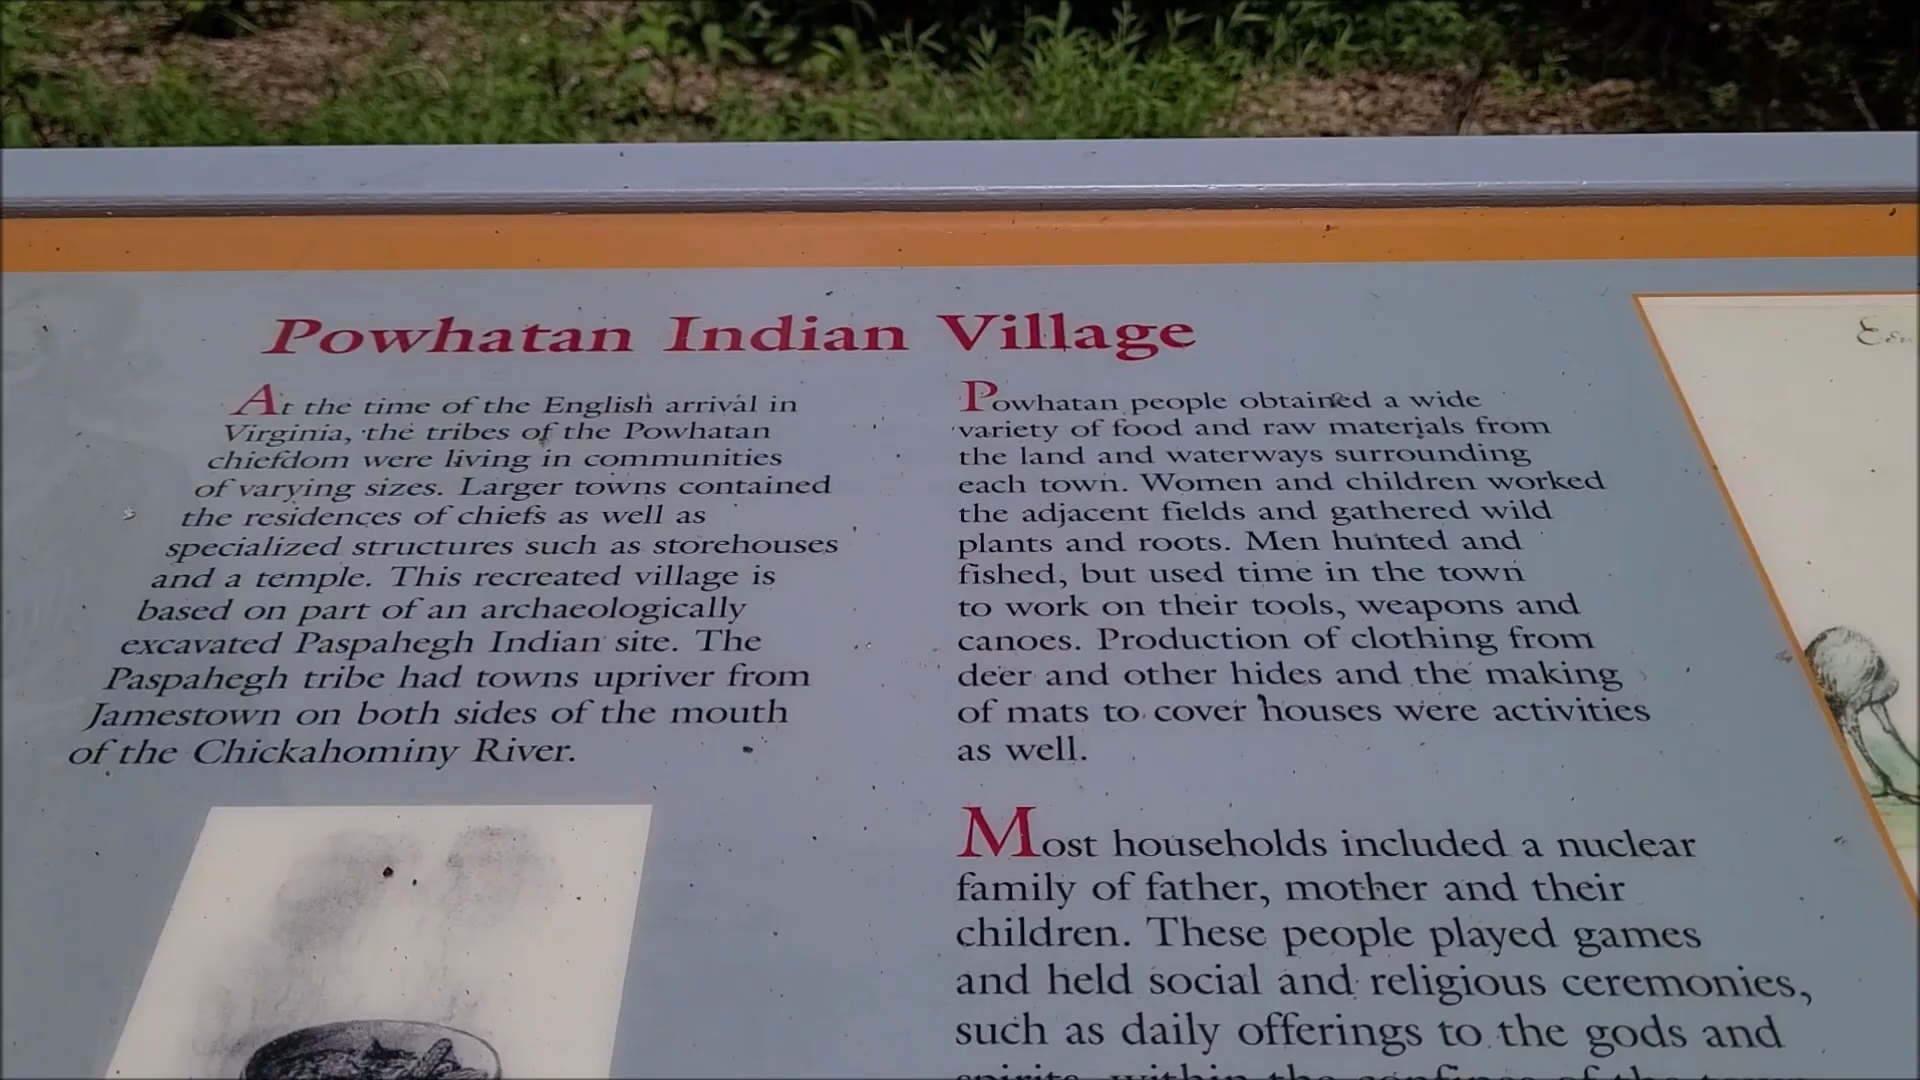 Powhatan Indian Village
At the time of the English arrival in
Virginia, the tribes of the Powhatan
chiefdom were living in communities
of varying sizes. Larger towns contained
the residences of chiefs as well as
specialized structures such as storehouses
and a temple. This recreated village is
based on part of an archaeologically
excavated Paspahegh Indian site. The
Paspahegh tribe had towns upriver from
Jamestown on both sides of the mouth
of the Chickahominy River.
Powhatan people obtained a wide
variety of food and raw materials from
the land and waterways surrounding
each town. Women and children worked
the adjacent fields and gathered wild
plants and roots. Men hunted and
fished, but used time in the town
to work on their tools, weapons and
canoes. Production of clothing from
deer and other hides and the making
of mats to cover houses were activities
as well.
Most households included a nuclear
family of father, mother and their
children. These people played games
and held social and religious ceremonies,
such as daily offerings to the gods and
spirits, within the confines of the town